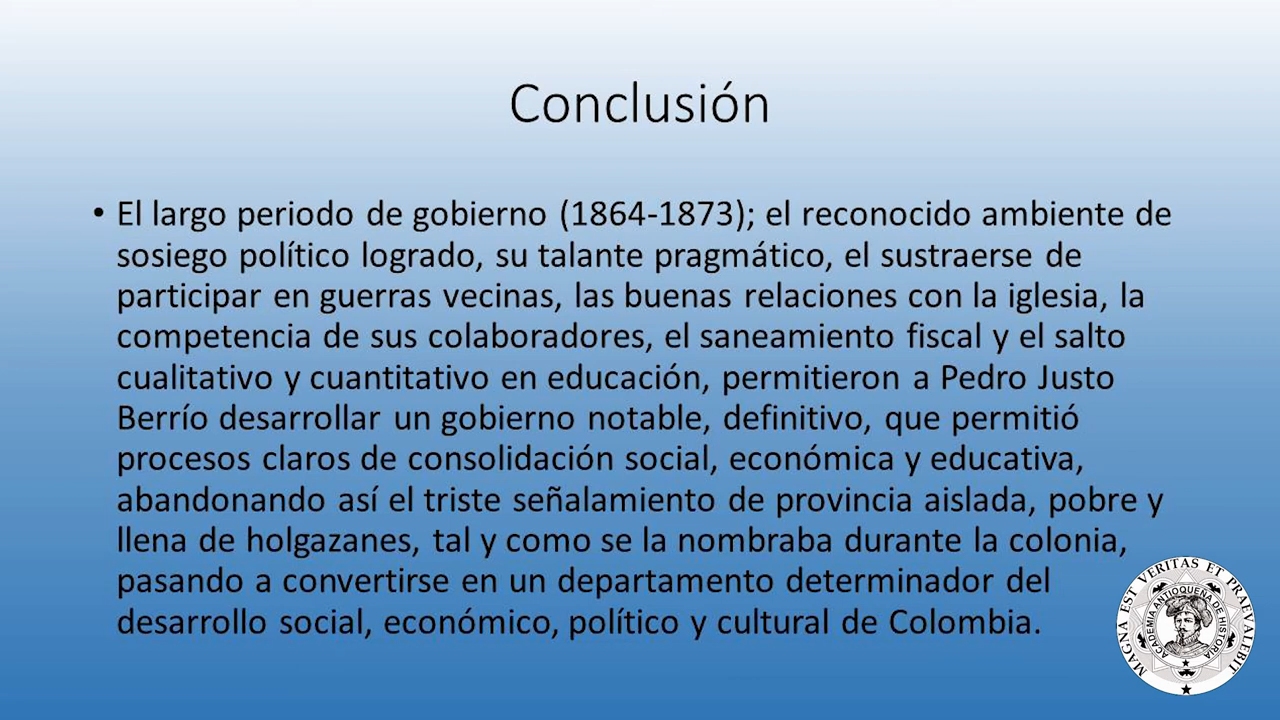 Conclusión
• El largo periodo de gobierno (1864-1873); el reconocido ambiente de
sosiego político logrado, su talante pragmático, el sustraerse de
participar en guerras vecinas, las buenas relaciones con la iglesia, la
competencia de sus colaboradores, el saneamiento fiscal y el salto
cualitativo y cuantitativo en educación, permitieron a Pedro Justo
Berrío desarrollar un gobierno notable, definitivo, que permitió
procesos claros de consolidación social, económica y educativa,
abandonando así el triste señalamiento de provincia aislada, pobre y
llena de holgazanes, tal y como se la nombraba durante la colonia,
pasando a convertirse en un departamento determinador del
desarrollo social, económico, político y cultural de Colombia.
MAGNA EST VERITAS ET PRAEVALEBIT
ACADEMIA ANTIOQUEÑA DE HISTORIA